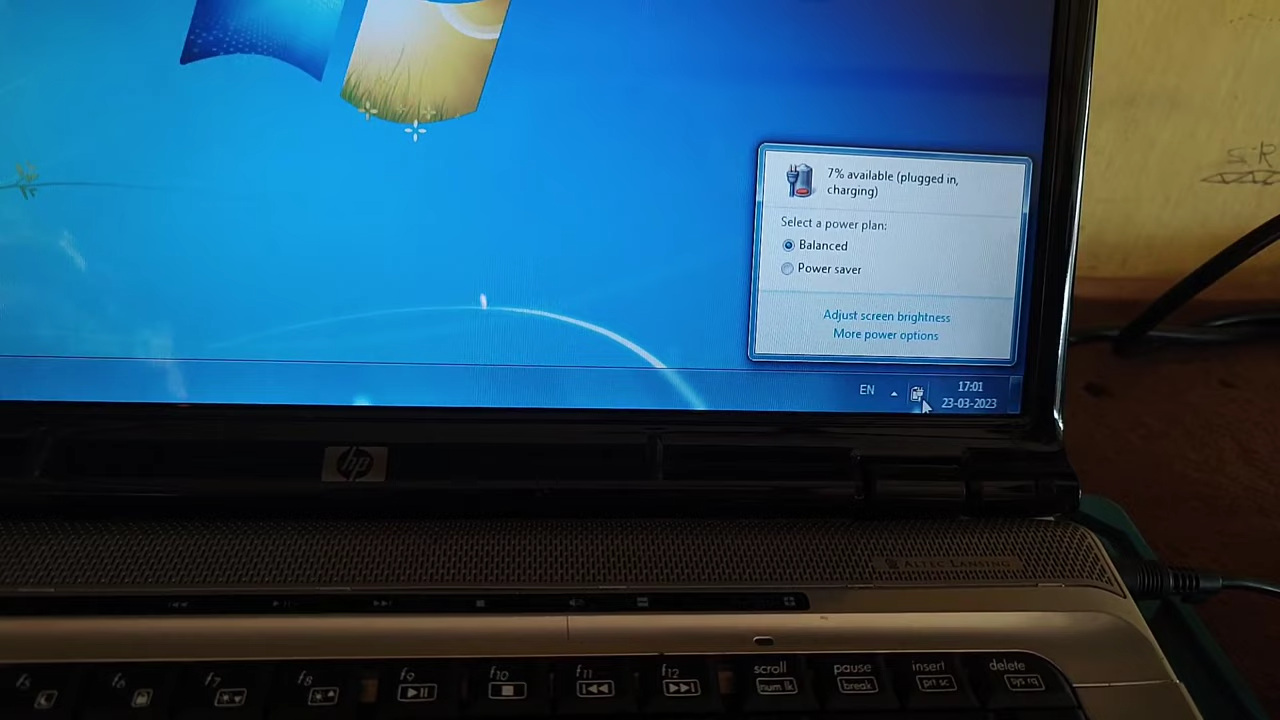 S.R
7% available (plugged in,
charging)
Select a power plan:
Balanced
Power saver
Adjust screen brightness
More power options
EN
17:01
23-03-2023
hp
ALTEC LANSING
f5 f6 f7 f8 f9 f10 f11 f12 scroll pause insert delete
num lk break prt sc sys rq